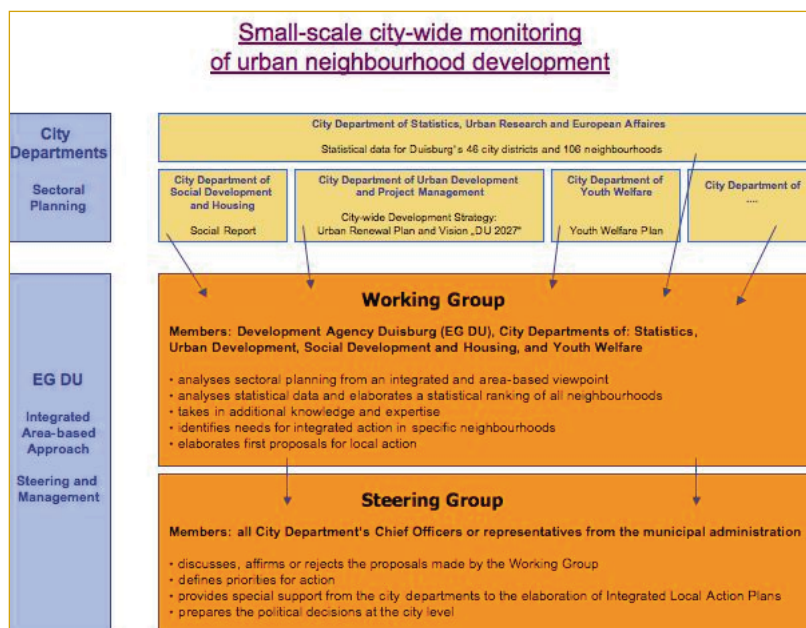 Small-scale city-wide monitoring
of urban neighbourhood development
City
Departments
Sectoral
Planning
City Department of Statistics, Urban Research and European Affaires
Statistical data for Duisburg's 46 city districts and 106 neighbourhoods
City Department of
Social Development
and Housing
Social Report
City Department of Urban Development
and Project Management
City-wide Development Strategy:
Urban Renewal Plan and Vision „DU 2027"
City Department of
Youth Welfare
Youth Welfare Plan
City Department of
....
EG DU
Integrated
Area-based
Approach
Steering and
Management
Working Group
Members: Development Agency Duisburg (EG DU), City Departments of: Statistics,
Urban Development, Social Development and Housing, and Youth Welfare
• analyses sectoral planning from an integrated and area-based viewpoint
• analyses statistical data and elaborates a statistical ranking of all neighbourhoods
• takes in additional knowledge and expertise
• identifies needs for integrated action in specific neighbourhoods
• elaborates first proposals for local action
Steering Group
Members: all City Department's Chief Officers or representatives from the municipal administration
• discusses, affirms or rejects the proposals made by the Working Group
• defines priorities for action
• provides special support from the city departments to the elaboration of Integrated Local Action Plans
• prepares the political decisions at the city level